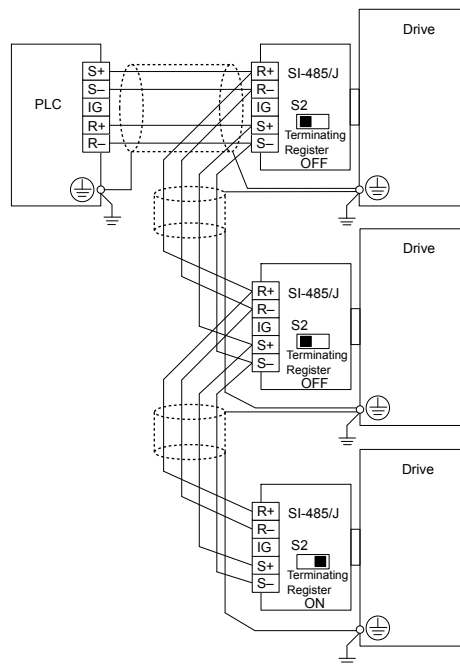 Drive
PLC
S+
S–
IG
R+
R–
R+
R–
IG
S+
S–
SI-485/J
S2
Terminating
Register
OFF
Drive
R+
R–
IG
S+
S–
SI-485/J
S2
Terminating
Register
OFF
Drive
R+
R–
IG
S+
S–
SI-485/J
S2
Terminating
Register
ON